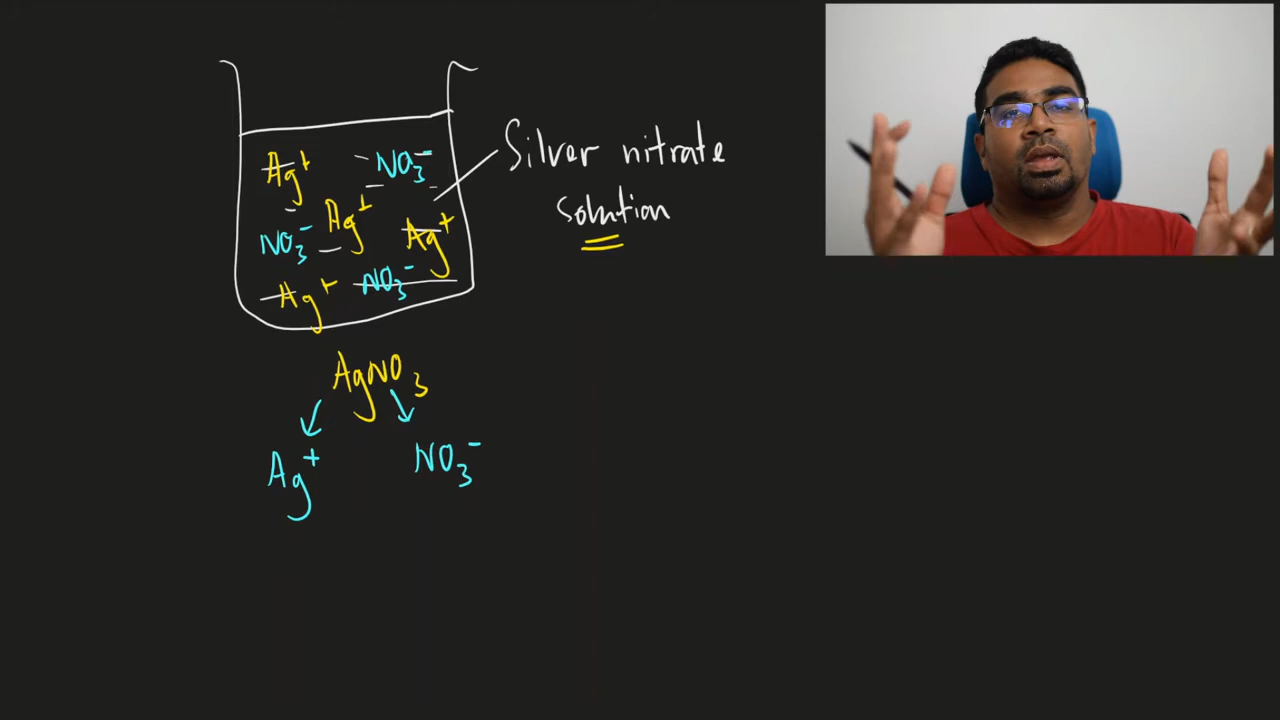 Ag⁺ NO₃⁻
Silver nitrate
solution
NO₃⁻ Ag⁺ Ag⁺
Ag⁺ NO₃⁻
AgNO₃
Ag⁺ NO₃⁻